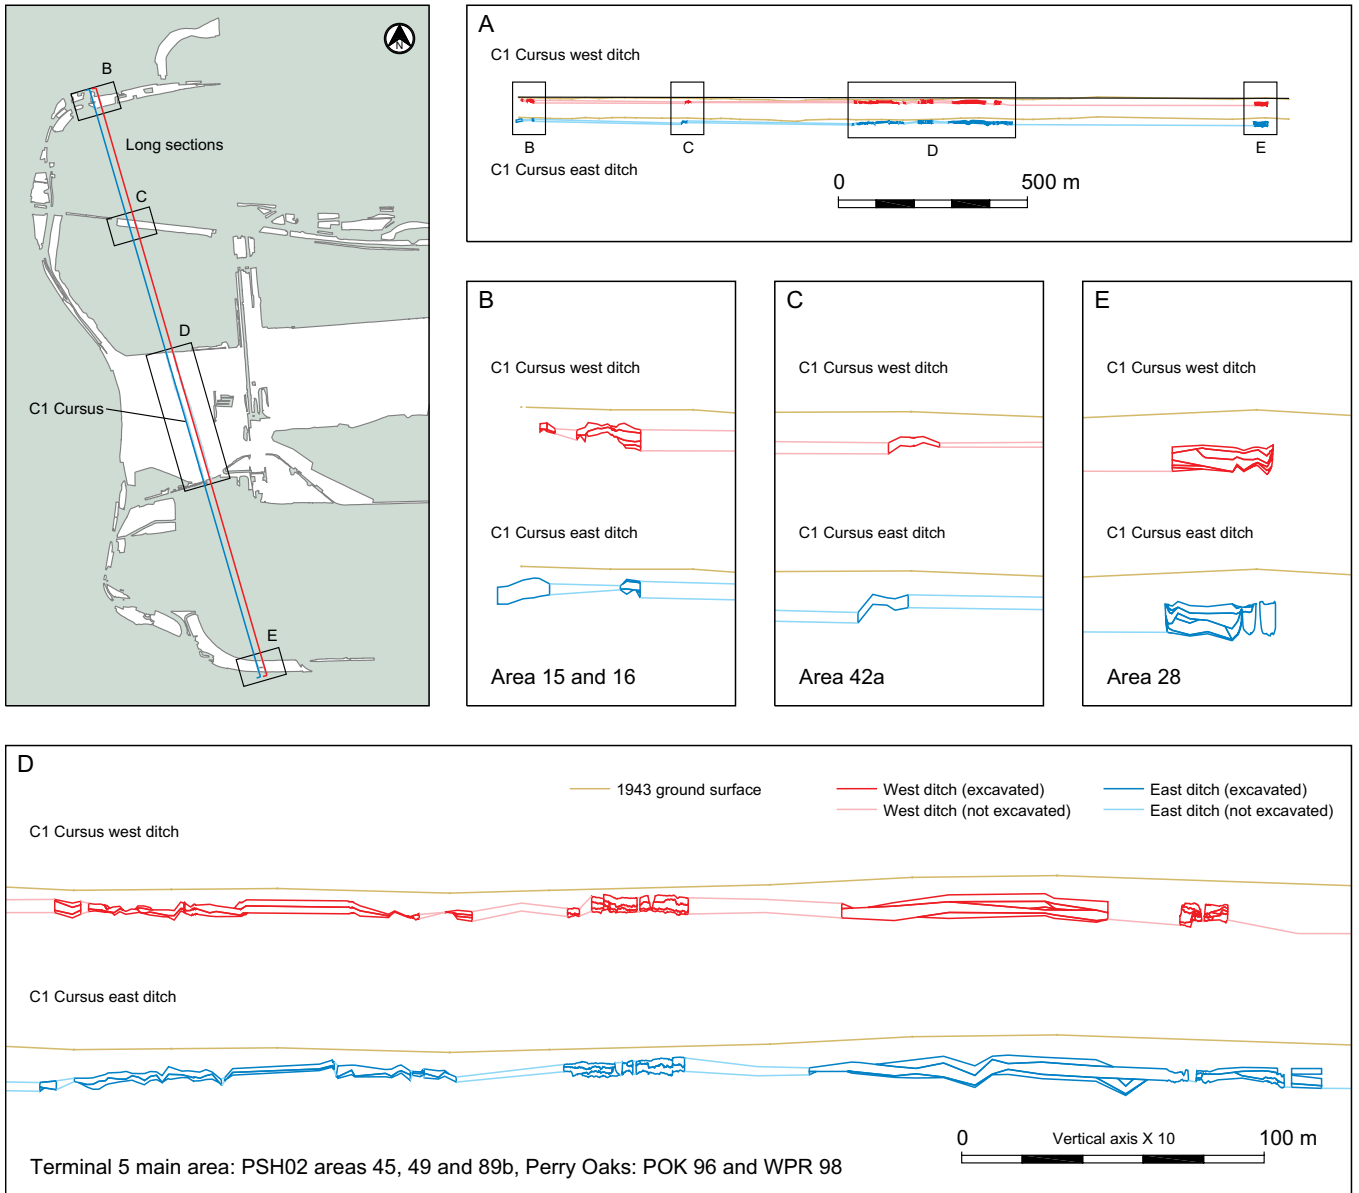 N
B
Long sections
C
D
C1 Cursus
E
A
C1 Cursus west ditch
B
C
D
E
C1 Cursus east ditch
0
500 m
B
C1 Cursus west ditch
C1 Cursus east ditch
Area 15 and 16
C
C1 Cursus west ditch
C1 Cursus east ditch
Area 42a
E
C1 Cursus west ditch
C1 Cursus east ditch
Area 28
D
1943 ground surface
West ditch (excavated)
East ditch (excavated)
West ditch (not excavated)
East ditch (not excavated)
C1 Cursus west ditch
C1 Cursus east ditch
0
Vertical axis X 10
100 m
Terminal 5 main area: PSH02 areas 45, 49 and 89b, Perry Oaks: POK 96 and WPR 98